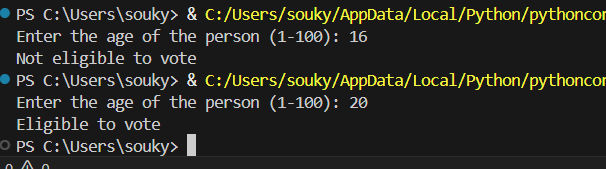 PS C:\Users\souky> & C:/Users/souky/AppData/Local/Python/pythoncor
Enter the age of the person (1-100): 16
Not eligible to vote
PS C:\Users\souky> & C:/Users/souky/AppData/Local/Python/pythoncor
Enter the age of the person (1-100): 20
Eligible to vote
PS C:\Users\souky>